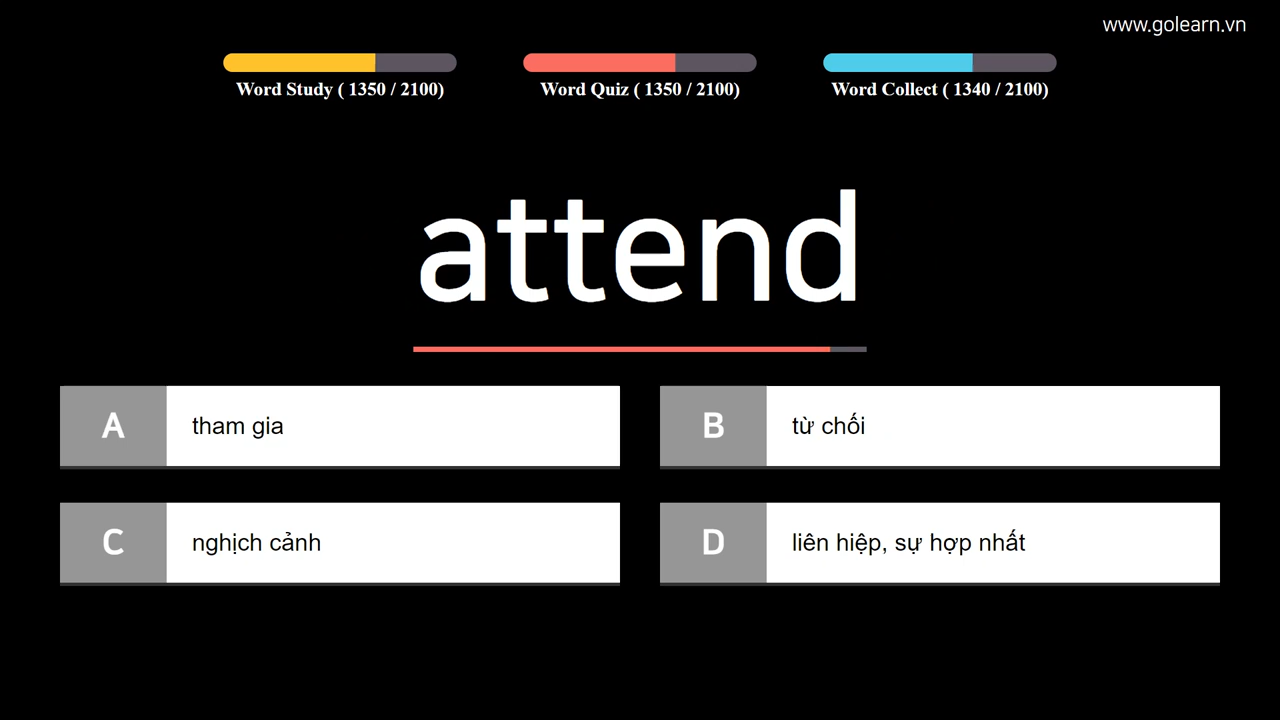 www.golearn.vn
Word Study ( 1350 / 2100)
Word Quiz ( 1350 / 2100)
Word Collect ( 1340 / 2100)
attend
A tham gia
B từ chối
C nghịch cảnh
D liên hiệp, sự hợp nhất